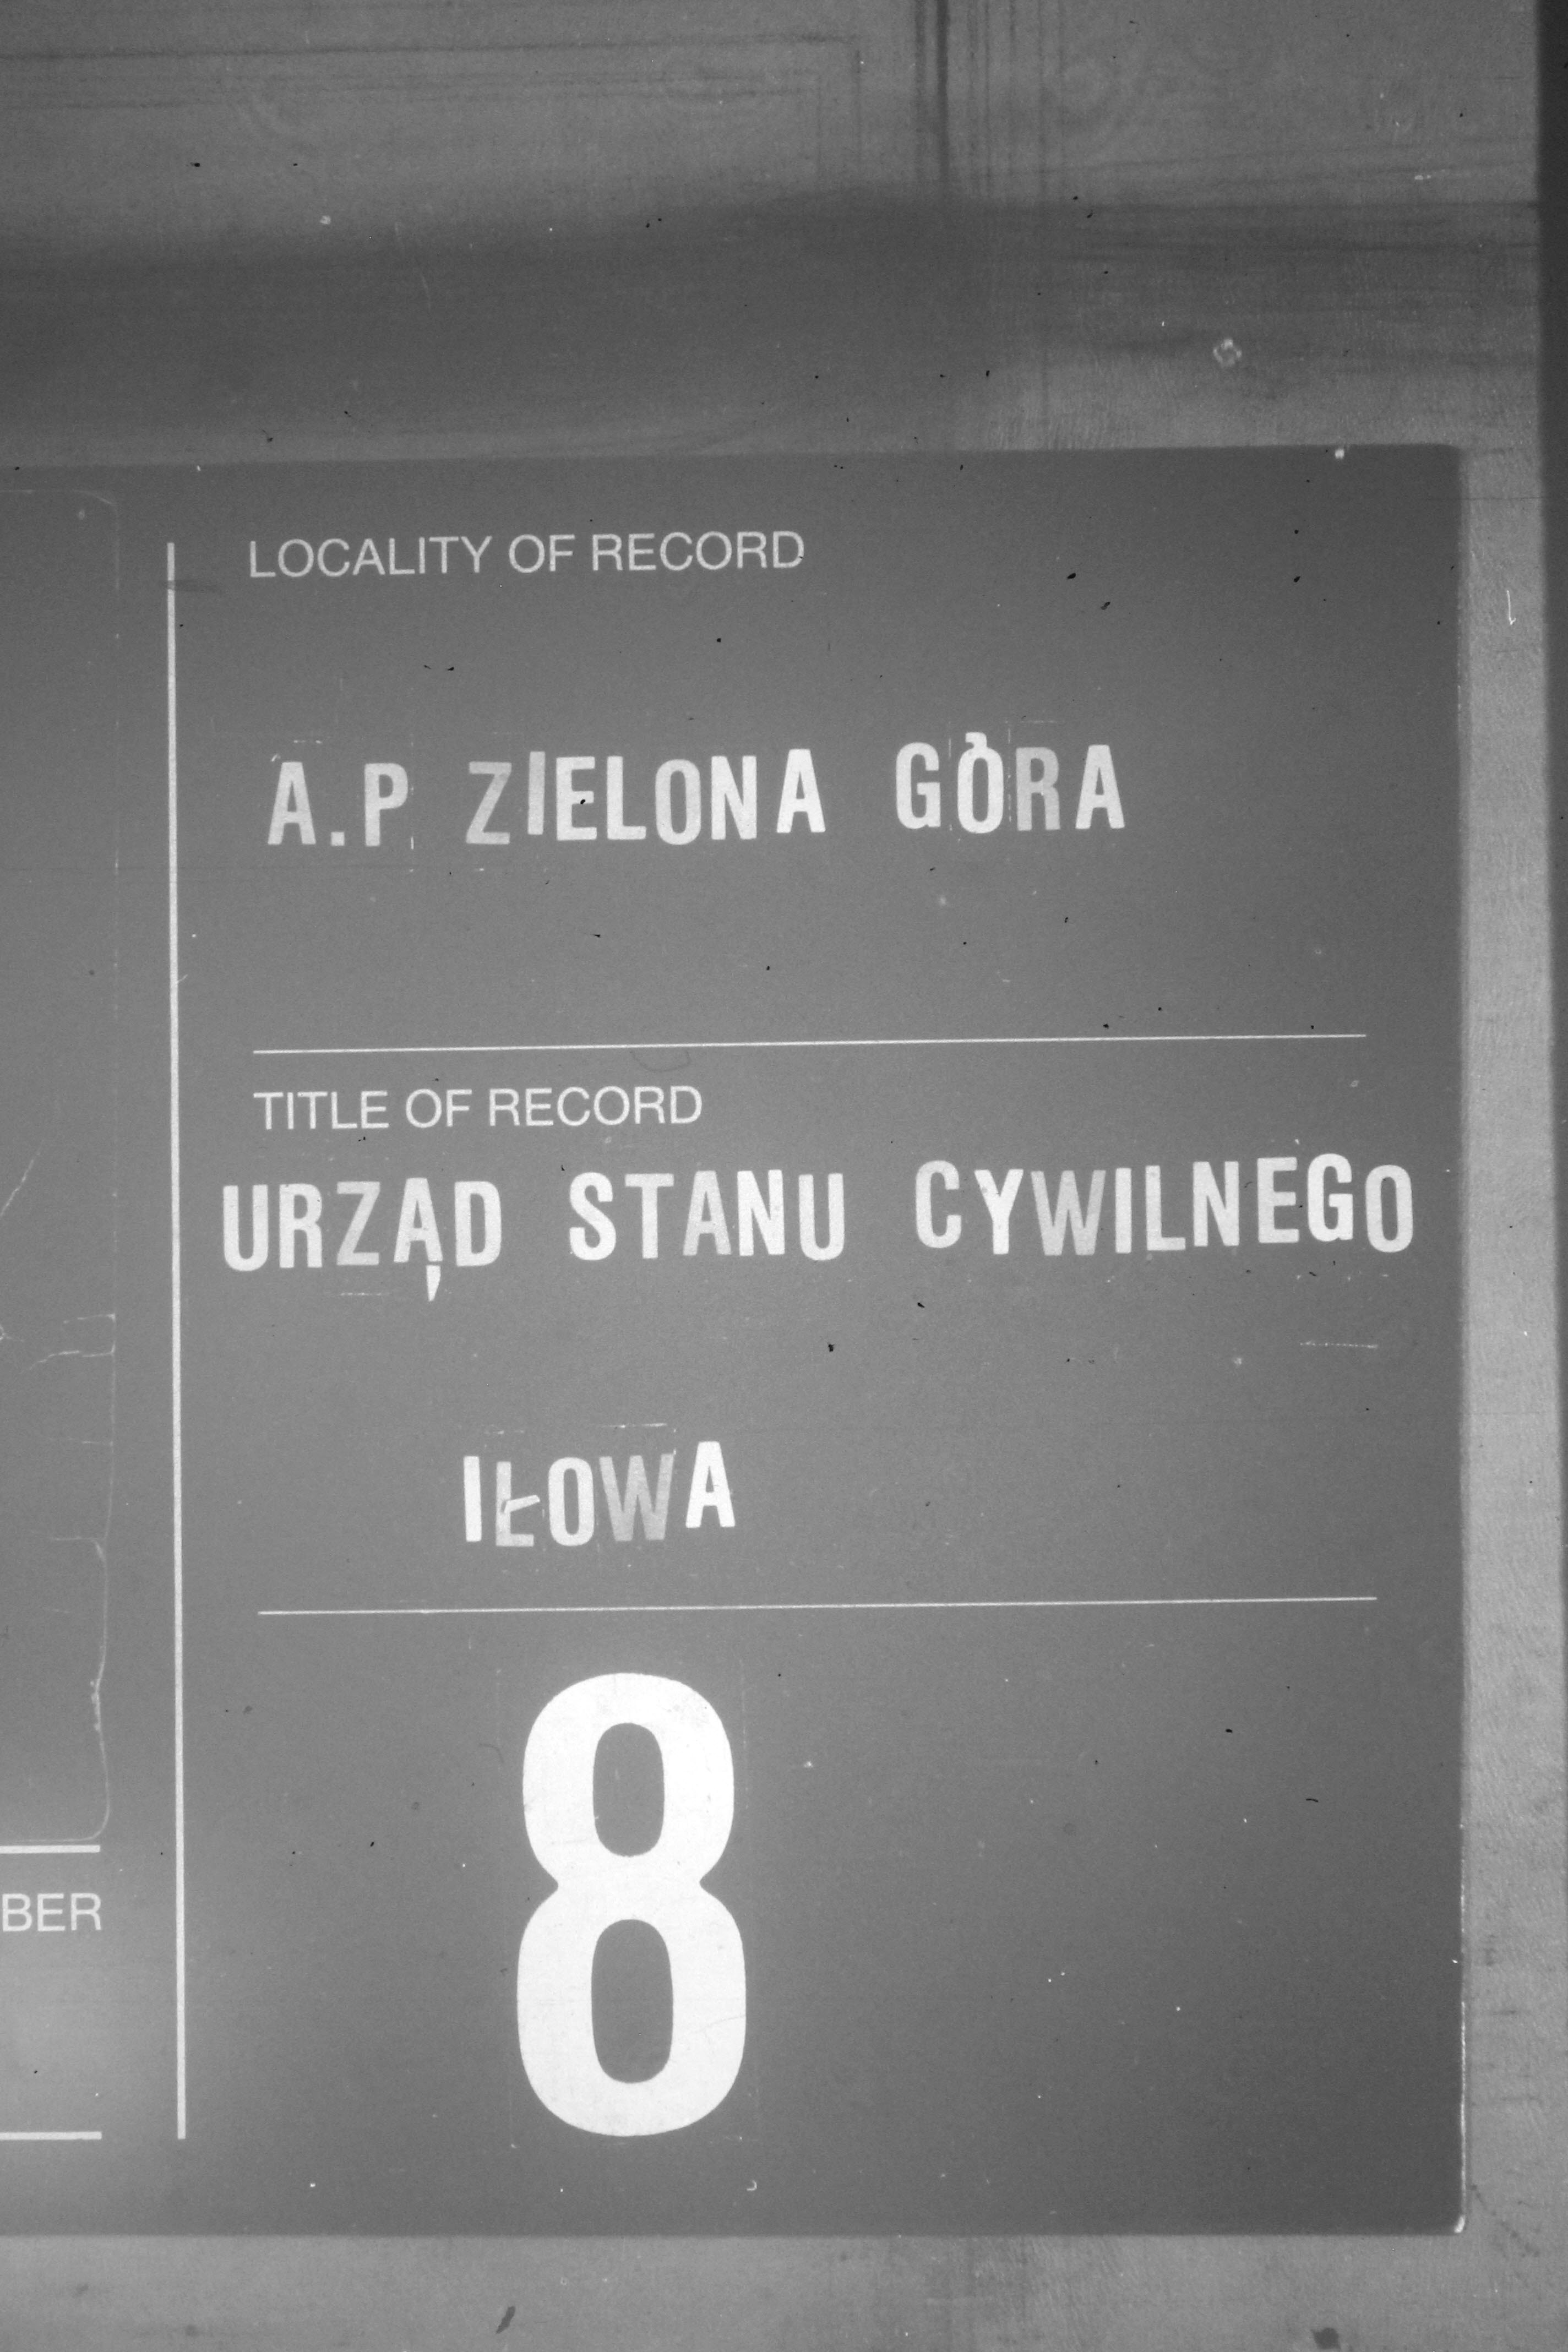 LOCALITY OF RECORD
A.P ZIELONA GÓRA
TITLE OF RECORD
URZĄD STANU CYWILNEGO
IŁOWA
8
BER